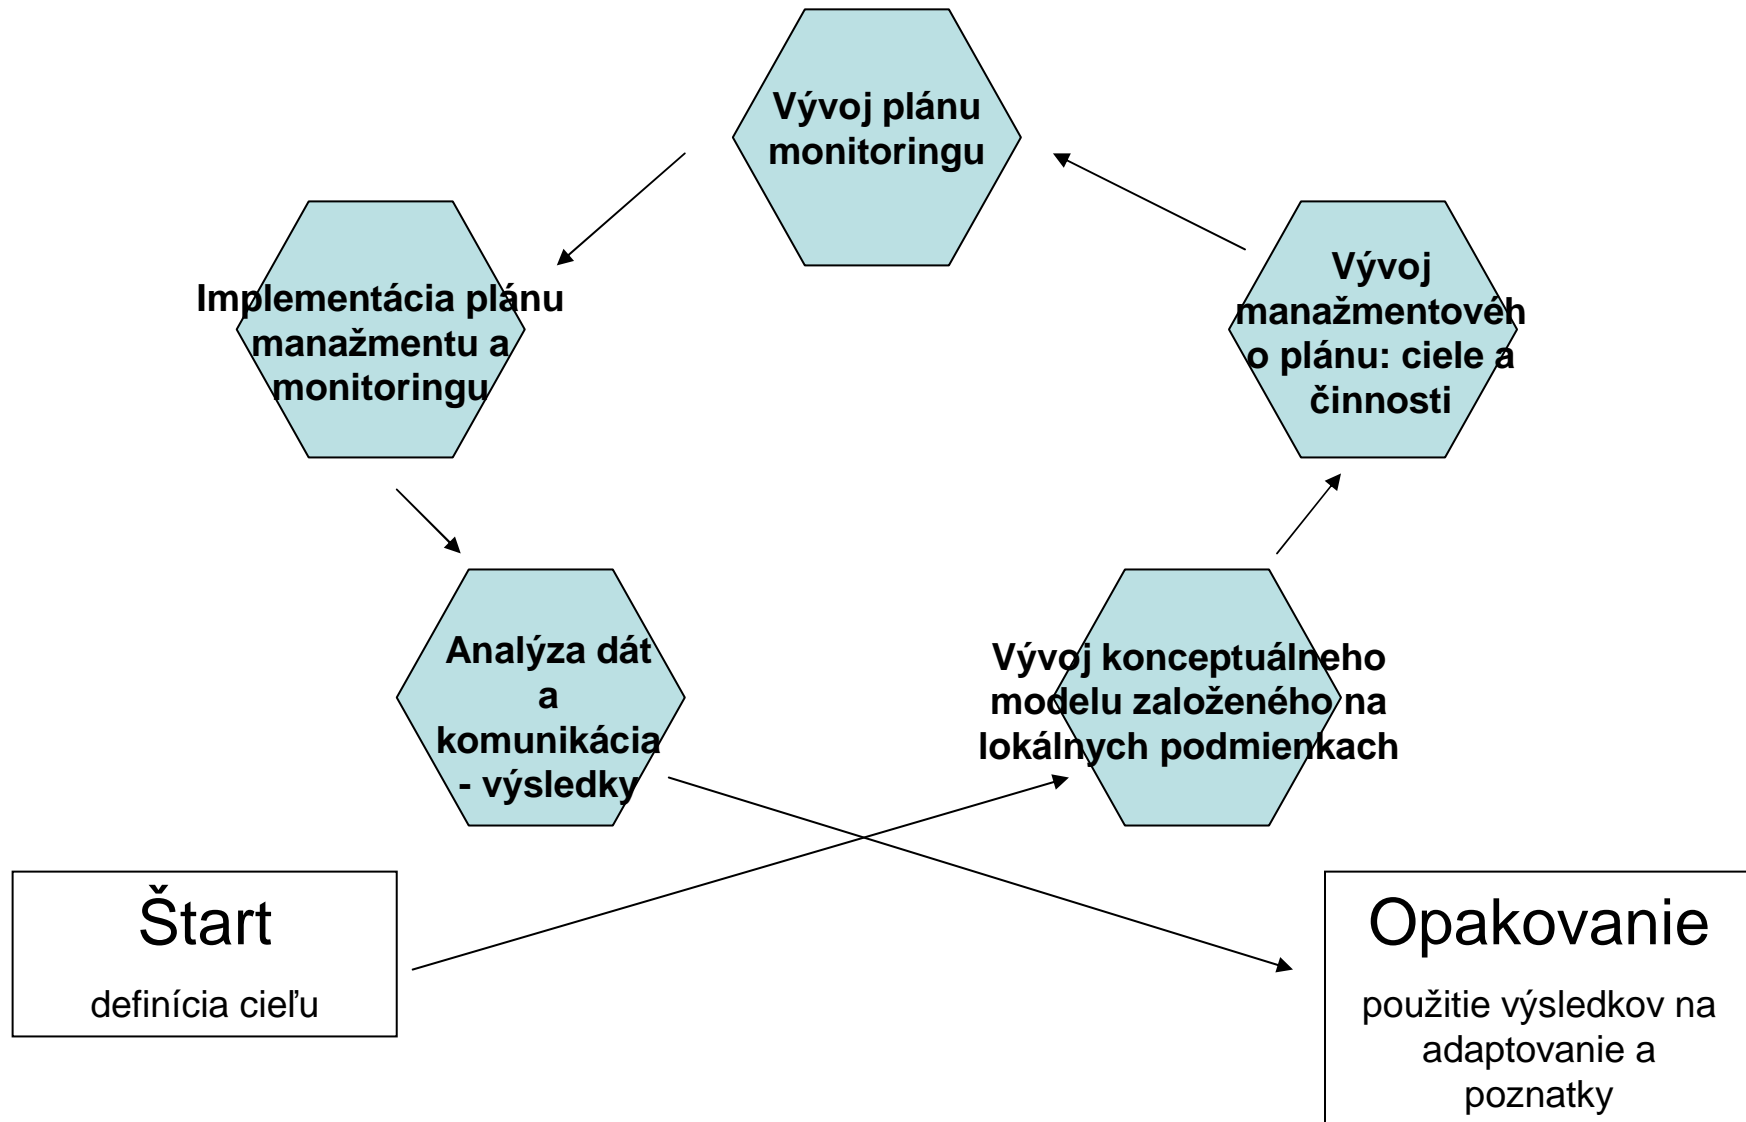 Vývoj plánu
monitoringu
Implementácia plánu
manažmentu a
monitoringu
Vývoj
manažmentovéh
o plánu: ciele a
činnosti
Analýza dát
a
komunikácia
- výsledky
Vývoj konceptuálneho
modelu založeného na
lokálnych podmienkach
Štart
definícia cieľu
Opakovanie
použitie výsledkov na
adaptovanie a
poznatky